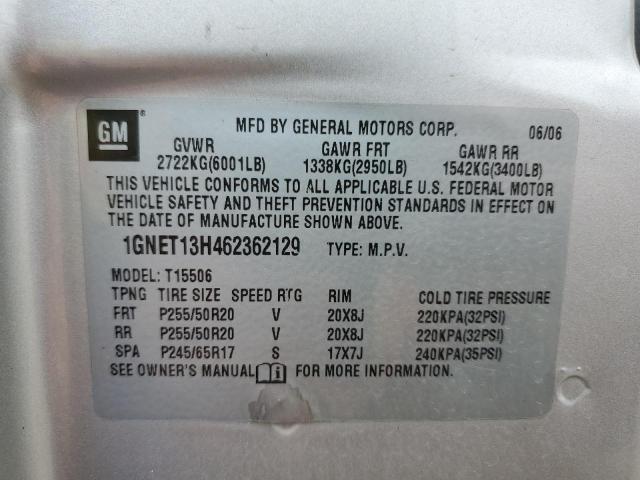 GM
MFD BY GENERAL MOTORS CORP. 06/06
GVWR GAWR FRT GAWR RR
2722KG(6001LB) 1338KG(2950LB) 1542KG(3400LB)
THIS VEHICLE CONFORMS TO ALL APPLICABLE U.S. FEDERAL MOTOR
VEHICLE SAFETY AND THEFT PREVENTION STANDARDS IN EFFECT ON
THE DATE OF MANUFACTURE SHOWN ABOVE.
1GNET13H462362129 TYPE: M.P.V.
MODEL: T15506
TPNG TIRE SIZE SPEED RTG RIM COLD TIRE PRESSURE
FRT P255/50R20 V 20X8J 220KPA(32PSI)
RR P255/50R20 V 20X8J 220KPA(32PSI)
SPA P245/65R17 S 17X7J 240KPA(35PSI)
SEE OWNER'S MANUAL FOR MORE INFORMATION.